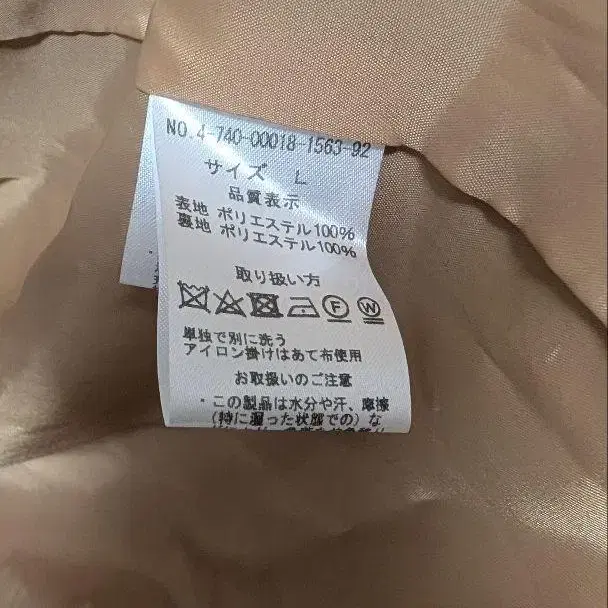 NO.4-740-00018-1563-92
サイズ L
品質表示
表地 ポリエステル100%
裏地 ポリエステル100%
取り扱い方
F W
単独で別に洗う
アイロン掛けはあて布使用
お取扱いのご注意
・この製品は水分や汗、摩擦
(特に湿った状態での)な